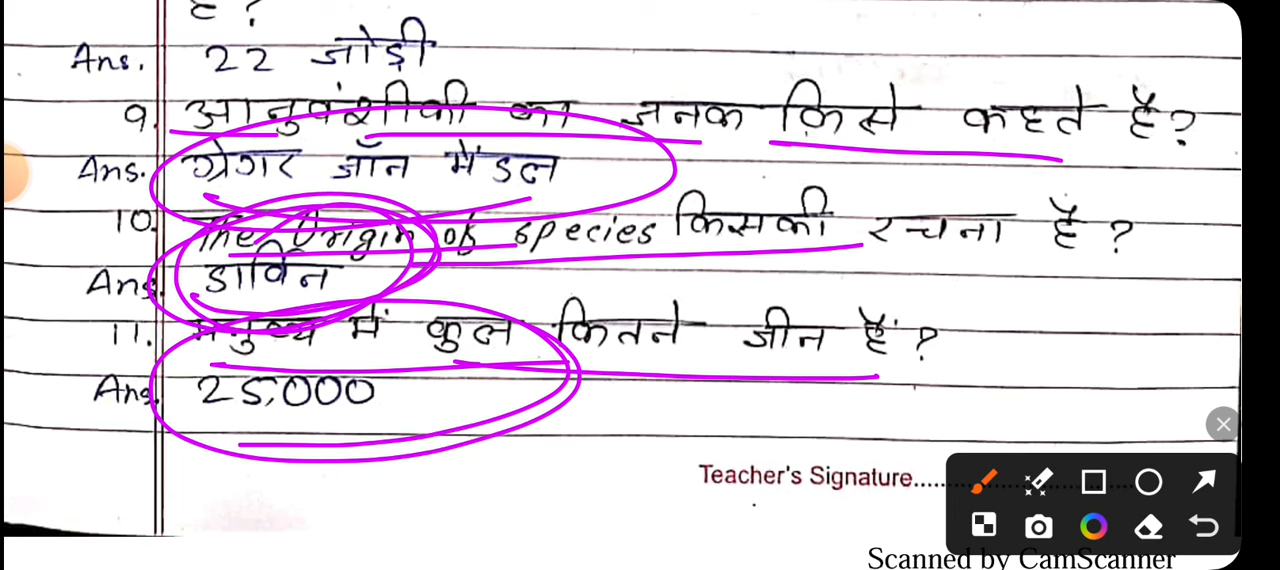 है ?
Ans. 22 जोड़ी
9. आनुवंशीकी का जनक किसे कहते है ?
Ans. ग्रेगर जॉन मेंडल
10. The Origin of species किसकी रचना है ?
Ans. डार्विन
11. मनुष्य में कुल कितने जीन हैं ?
Ans. 25,000
Teacher's Signature
Scanned by CamScanner